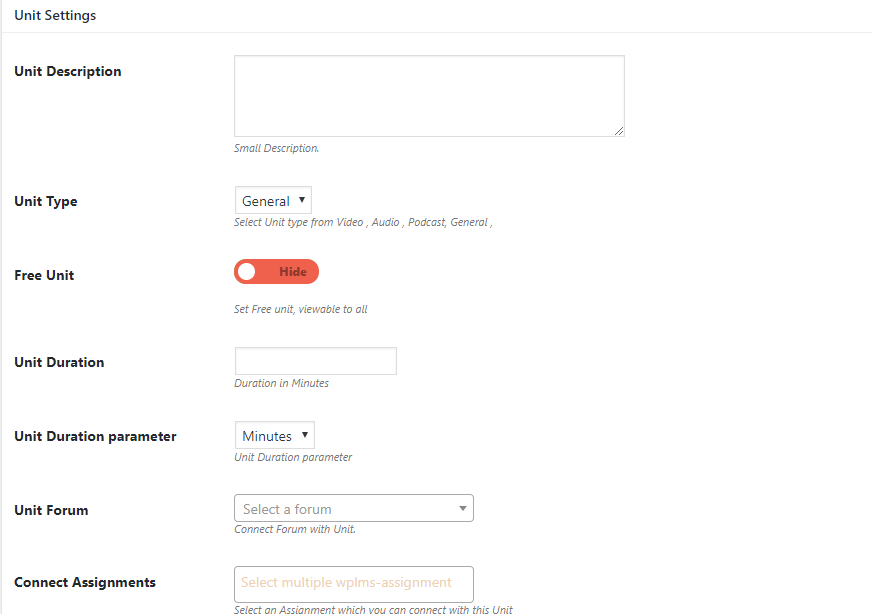 Unit Settings
Unit Description
Small Description.
Unit Type
General
Select Unit type from Video , Audio , Podcast, General ,
Free Unit
Hide
Set Free unit, viewable to all
Unit Duration
Duration in Minutes
Unit Duration parameter
Minutes
Unit Duration parameter
Unit Forum
Select a forum
Connect Forum with Unit.
Connect Assignments
Select multiple wplms-assignment
Select an Assignment which you can connect with this Unit